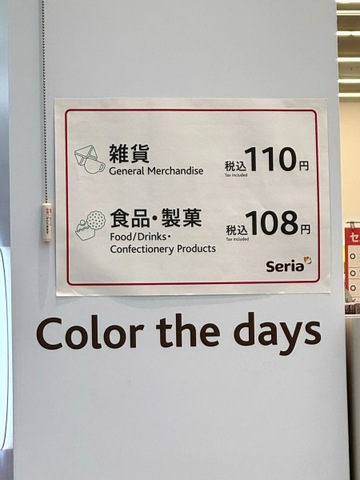 雑貨
General Merchandise
税込110円
Tax included
食品・製菓
Food/Drinks・
Confectionery Products
税込108円
Tax included
Seria
Color the days
セ